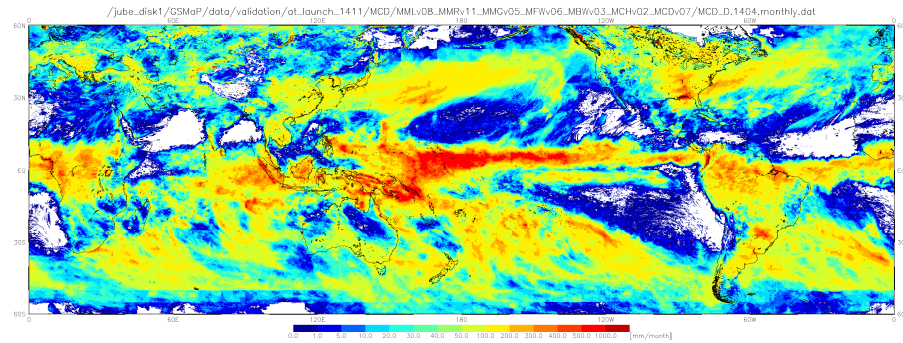 /jube_disk1/GSMaP/data/validation/at_launch_1411/MCD/MMLv08_MMRv11_MMGv05_MFWv06_MBWv03_MCHv02_MCDv07/MCD_D.1404.monthly.dat
60N
30N
EQ
30S
60S
0 60E 120E 180 120W 60W 0
0.0 1.0 5.0 10.0 20.0 30.0 40.0 50.0 100.0 200.0 300.0 400.0 500.0 1000.0 [mm/month]